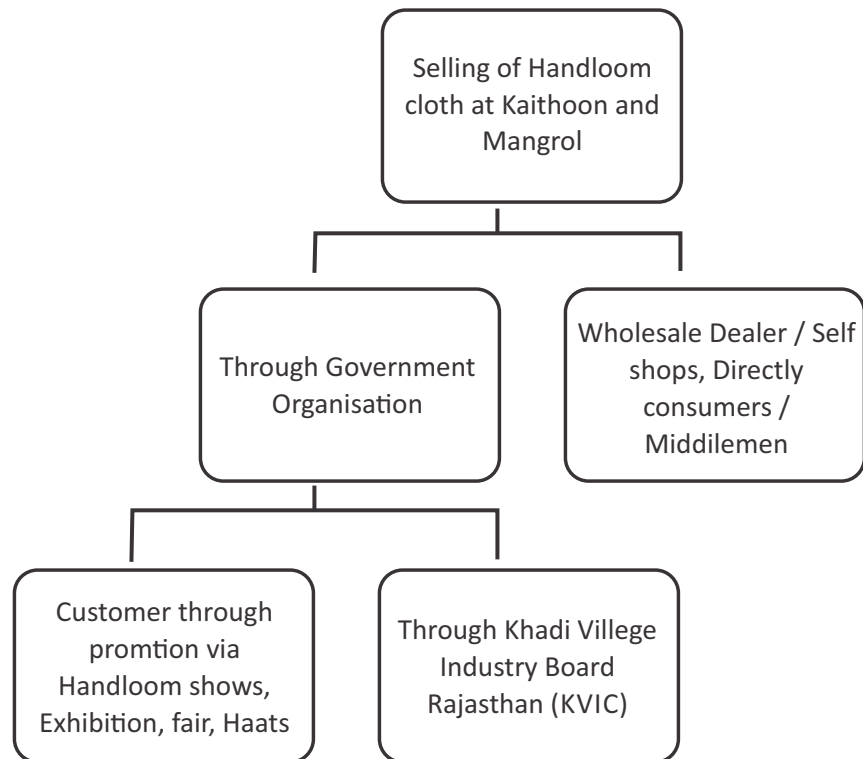 Selling of Handloom
cloth at Kaithoon and
Mangrol
Through Government
Organisation
Wholesale Dealer / Self
shops, Directly
consumers /
Middilemen
Customer through
promtion via
Handloom shows,
Exhibition, fair, Haats
Through Khadi Villege
Industry Board
Rajasthan (KVIC)